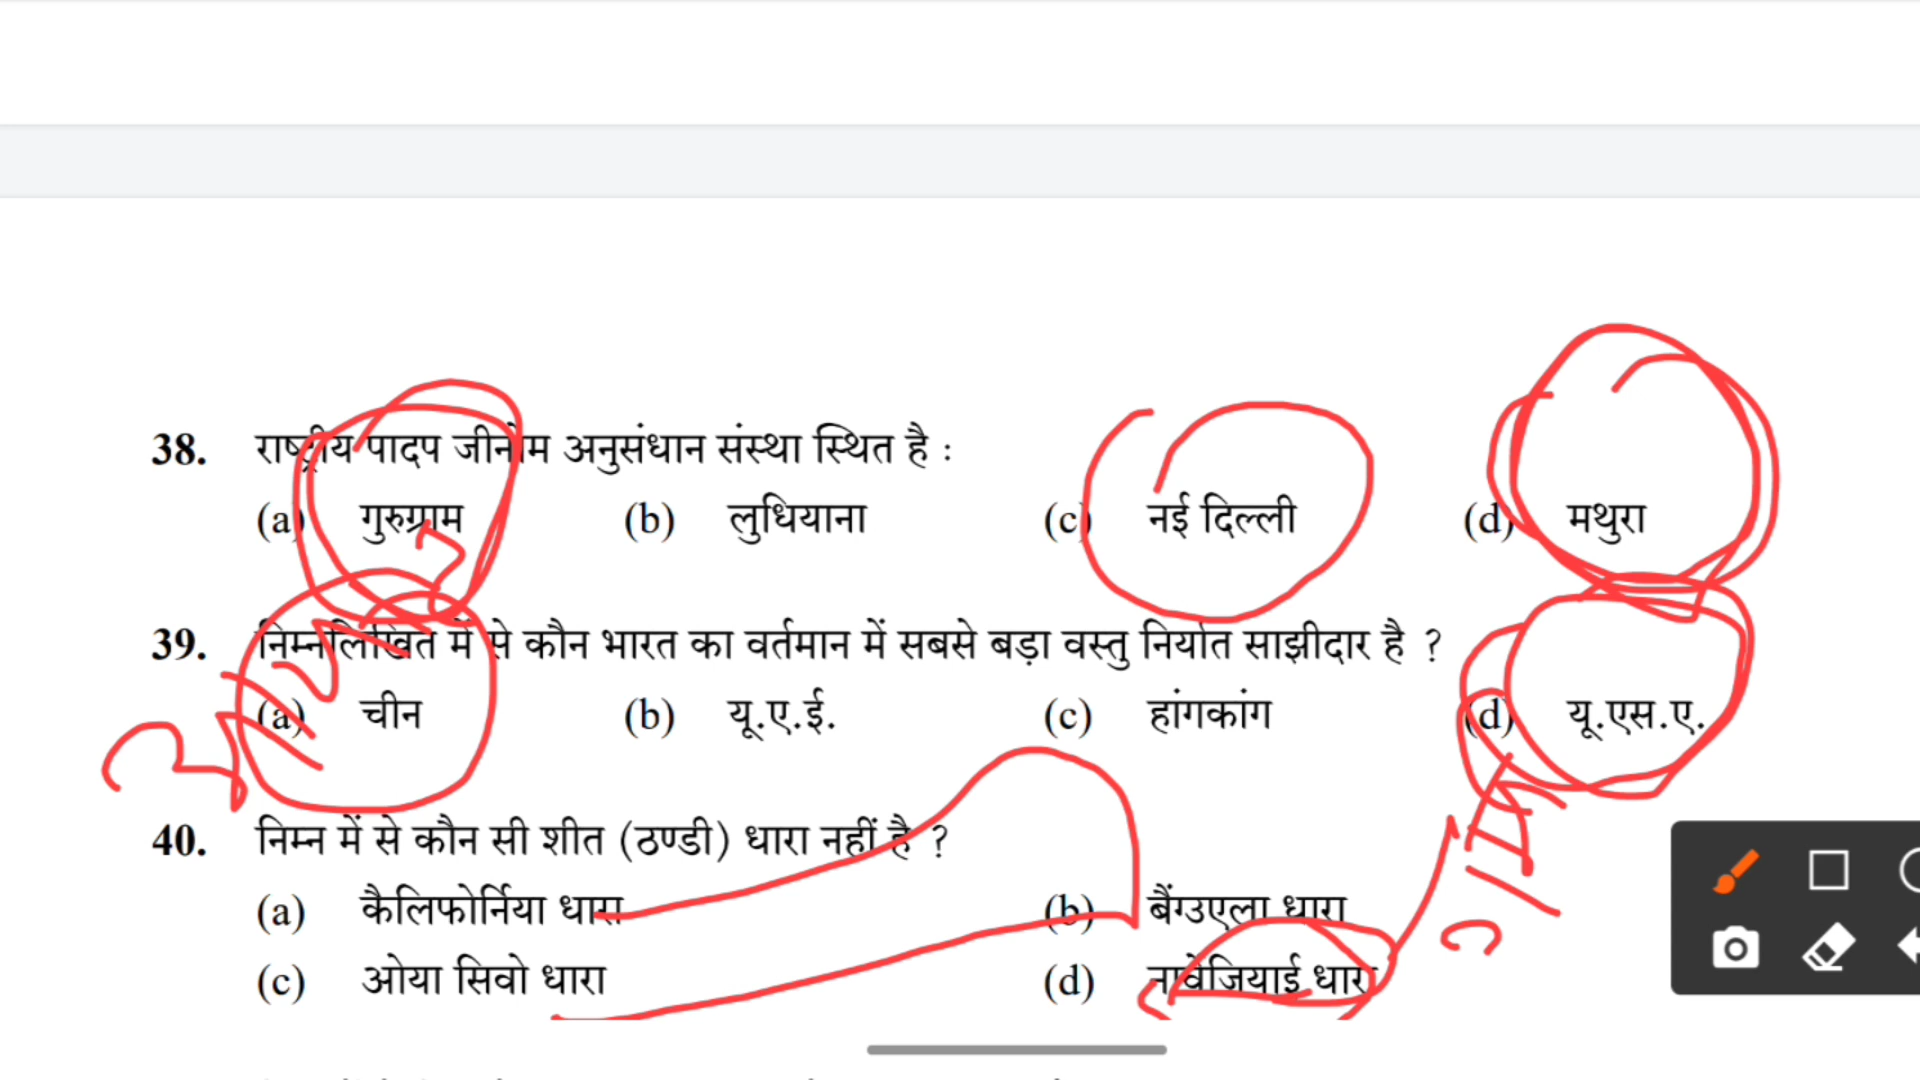 38. राष्ट्रीय पादप जीनोम अनुसंधान संस्था स्थित है :
(a) गुरुग्राम (b) लुधियाना (c) नई दिल्ली (d) मथुरा
39. निम्नलिखित में से कौन भारत का वर्तमान में सबसे बड़ा वस्तु निर्यात साझीदार है ?
(a) चीन (b) यू.ए.ई. (c) हांगकांग (d) यू.एस.ए.
40. निम्न में से कौन सी शीत (ठण्डी) धारा नहीं है ?
(a) कैलिफोर्निया धारा (b) बैंग्उएला धारा
(c) ओया सिवो धारा (d) नार्वेजियाई धारा